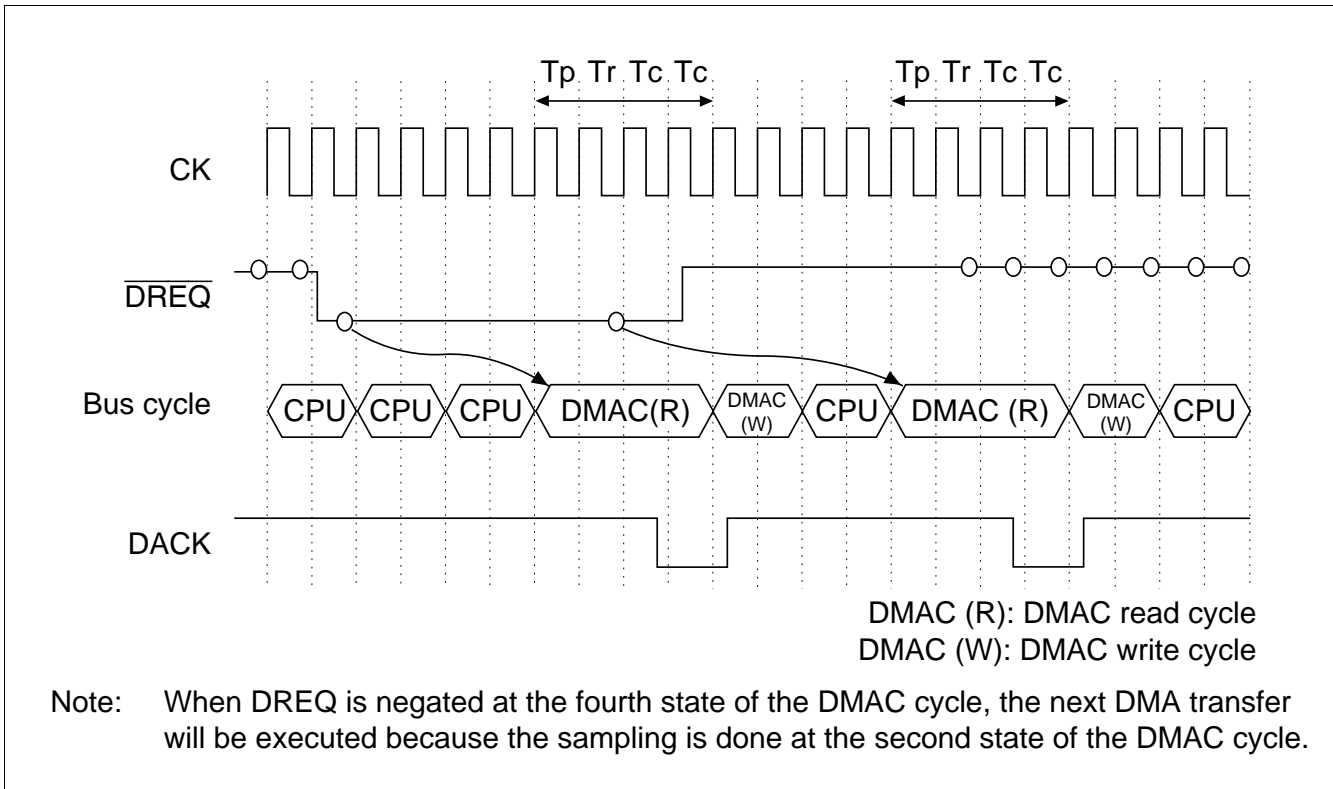 Tp Tr Tc Tc Tp Tr Tc Tc
CK
DREQ
Bus cycle CPU CPU CPU DMAC(R) DMAC (W) CPU DMAC (R) DMAC (W) CPU
DACK
DMAC (R): DMAC read cycle
DMAC (W): DMAC write cycle
Note: When DREQ is negated at the fourth state of the DMAC cycle, the next DMA transfer
will be executed because the sampling is done at the second state of the DMAC cycle.